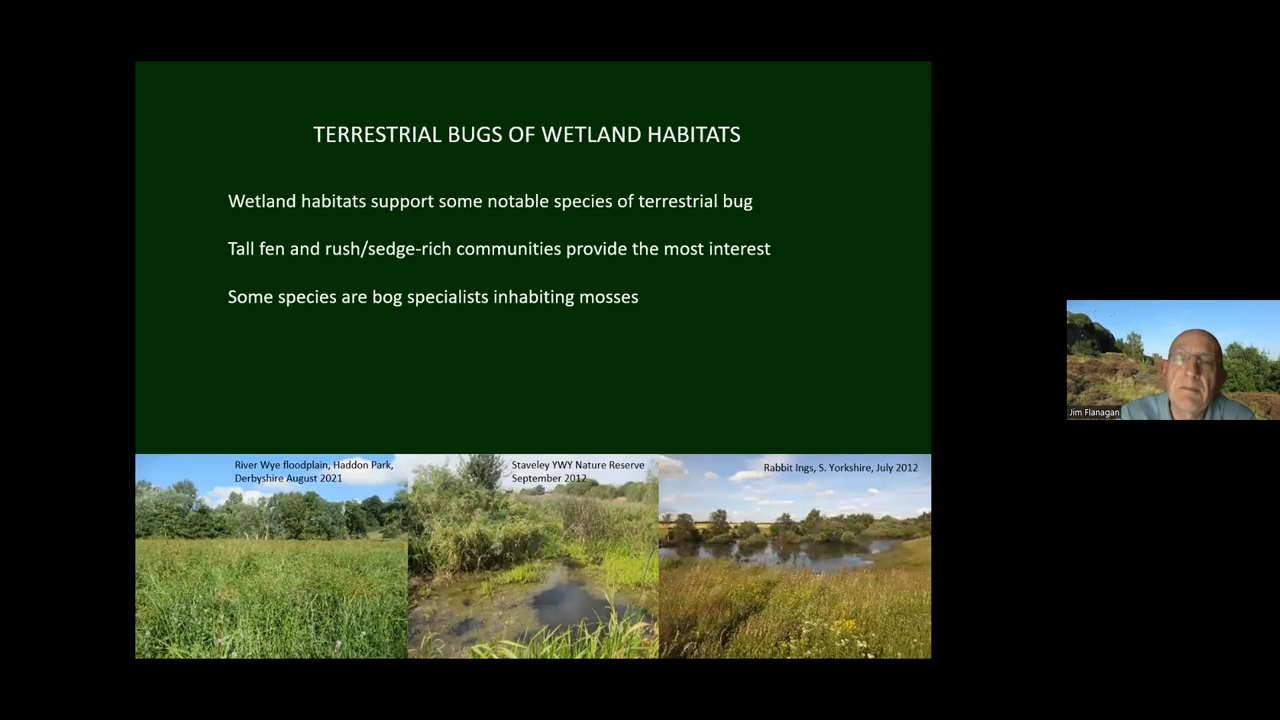 TERRESTRIAL BUGS OF WETLAND HABITATS
Wetland habitats support some notable species of terrestrial bug
Tall fen and rush/sedge-rich communities provide the most interest
Some species are bog specialists inhabiting mosses
River Wye floodplain, Haddon Park,
Derbyshire August 2021
Staveley YWY Nature Reserve
September 2012
Rabbit Ings, S. Yorkshire, July 2012
Jim Flanagan